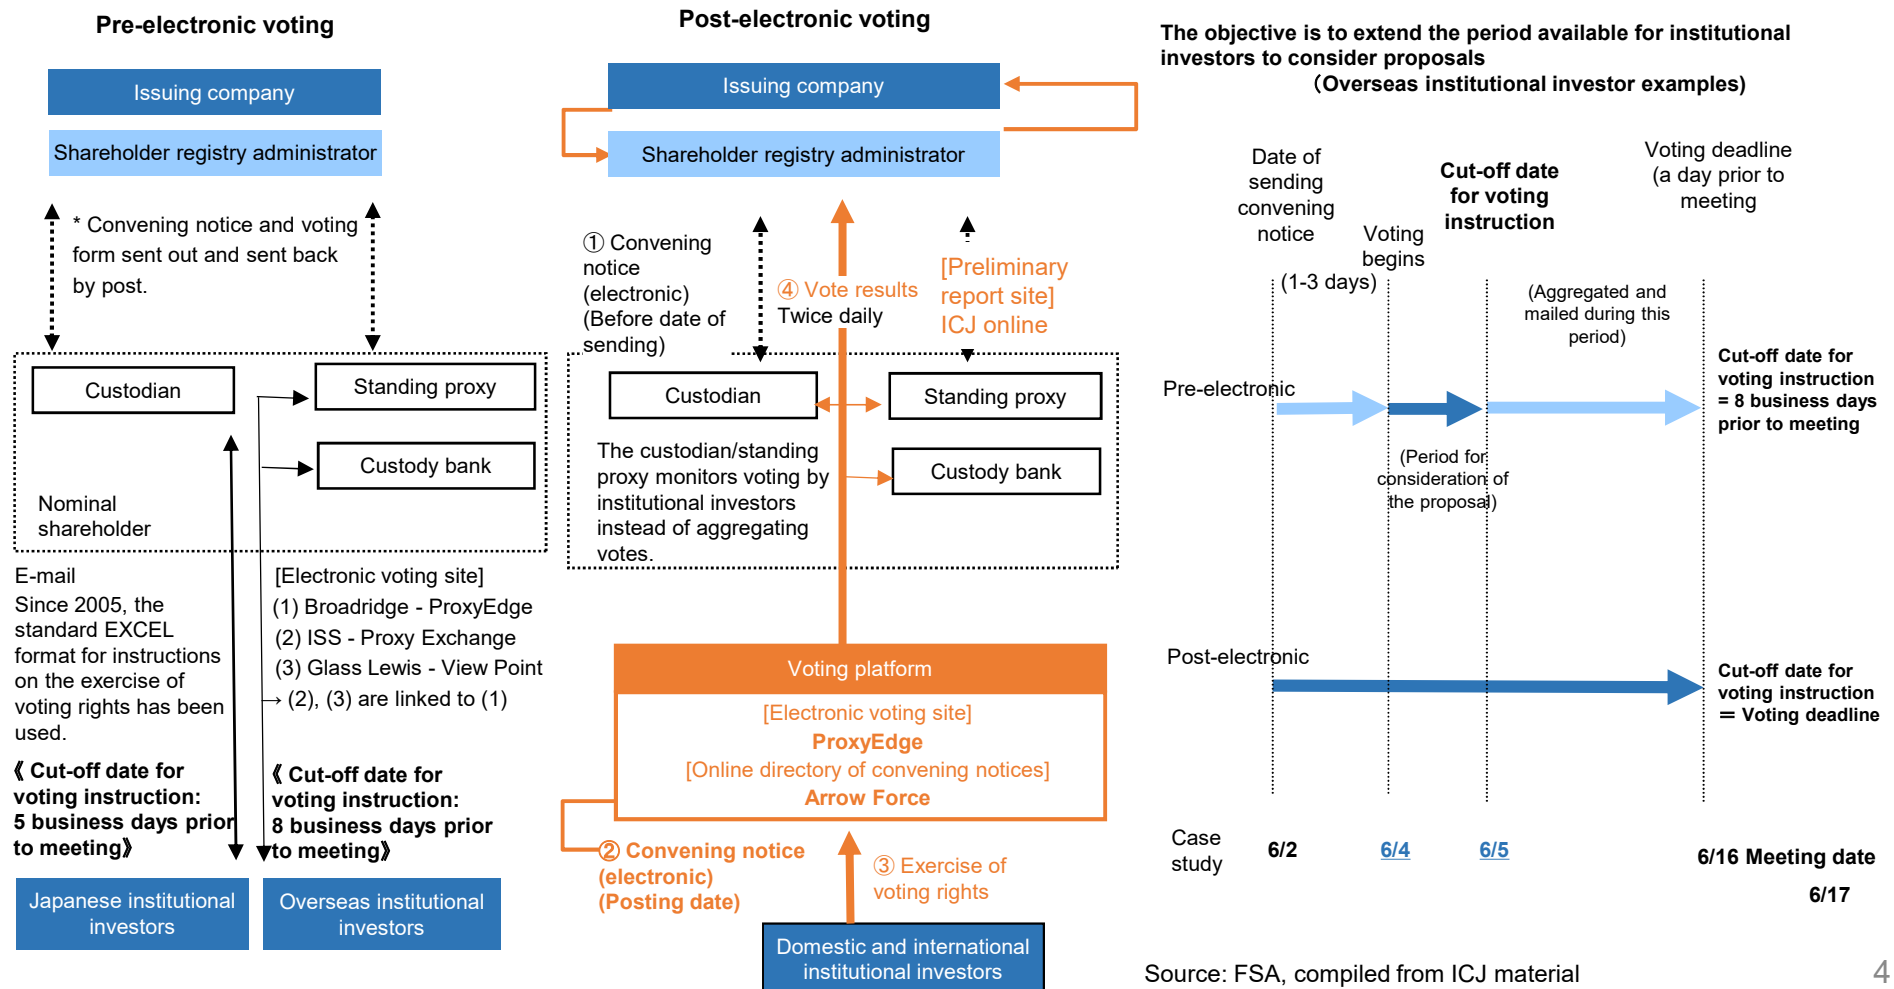 Pre-electronic voting
Issuing company
Shareholder registry administrator
* Convening notice and voting
form sent out and sent back
by post.
Custodian
Standing proxy
Custody bank
Nominal
shareholder
E-mail
Since 2005, the
standard EXCEL
format for instructions
on the exercise of
voting rights has been
used.
《 Cut-off date for
voting instruction:
5 business days prior
to meeting》
[Electronic voting site]
(1) Broadridge - ProxyEdge
(2) ISS - Proxy Exchange
(3) Glass Lewis - View Point
→ (2), (3) are linked to (1)
《 Cut-off date for
voting instruction:
8 business days prior
to meeting》
Japanese institutional
investors
Overseas institutional
investors
Post-electronic voting
Issuing company
Shareholder registry administrator
① Convening
notice
(electronic)
(Before date of
sending)
④ Vote results
Twice daily
[Preliminary
report site]
ICJ online
Custodian
Standing proxy
Custody bank
The custodian/standing
proxy monitors voting by
institutional investors
instead of aggregating
votes.
Voting platform
[Electronic voting site]
ProxyEdge
[Online directory of convening notices]
Arrow Force
② Convening notice
(electronic)
(Posting date)
③ Exercise of
voting rights
Domestic and international
institutional investors
The objective is to extend the period available for institutional
investors to consider proposals
(Overseas institutional investor examples)
Date of
sending
convening
notice
Voting
begins
(1-3 days)
Cut-off date
for voting
instruction
Voting deadline
(a day prior to
meeting
(Aggregated and
mailed during this
period)
Pre-electronic
(Period for
consideration of
the proposal)
Cut-off date for
voting instruction
= 8 business days
prior to meeting
Post-electronic
Cut-off date for
voting instruction
＝ Voting deadline
Case
study
6/2
6/4
6/5
6/16 Meeting date
6/17
Source: FSA, compiled from ICJ material
4